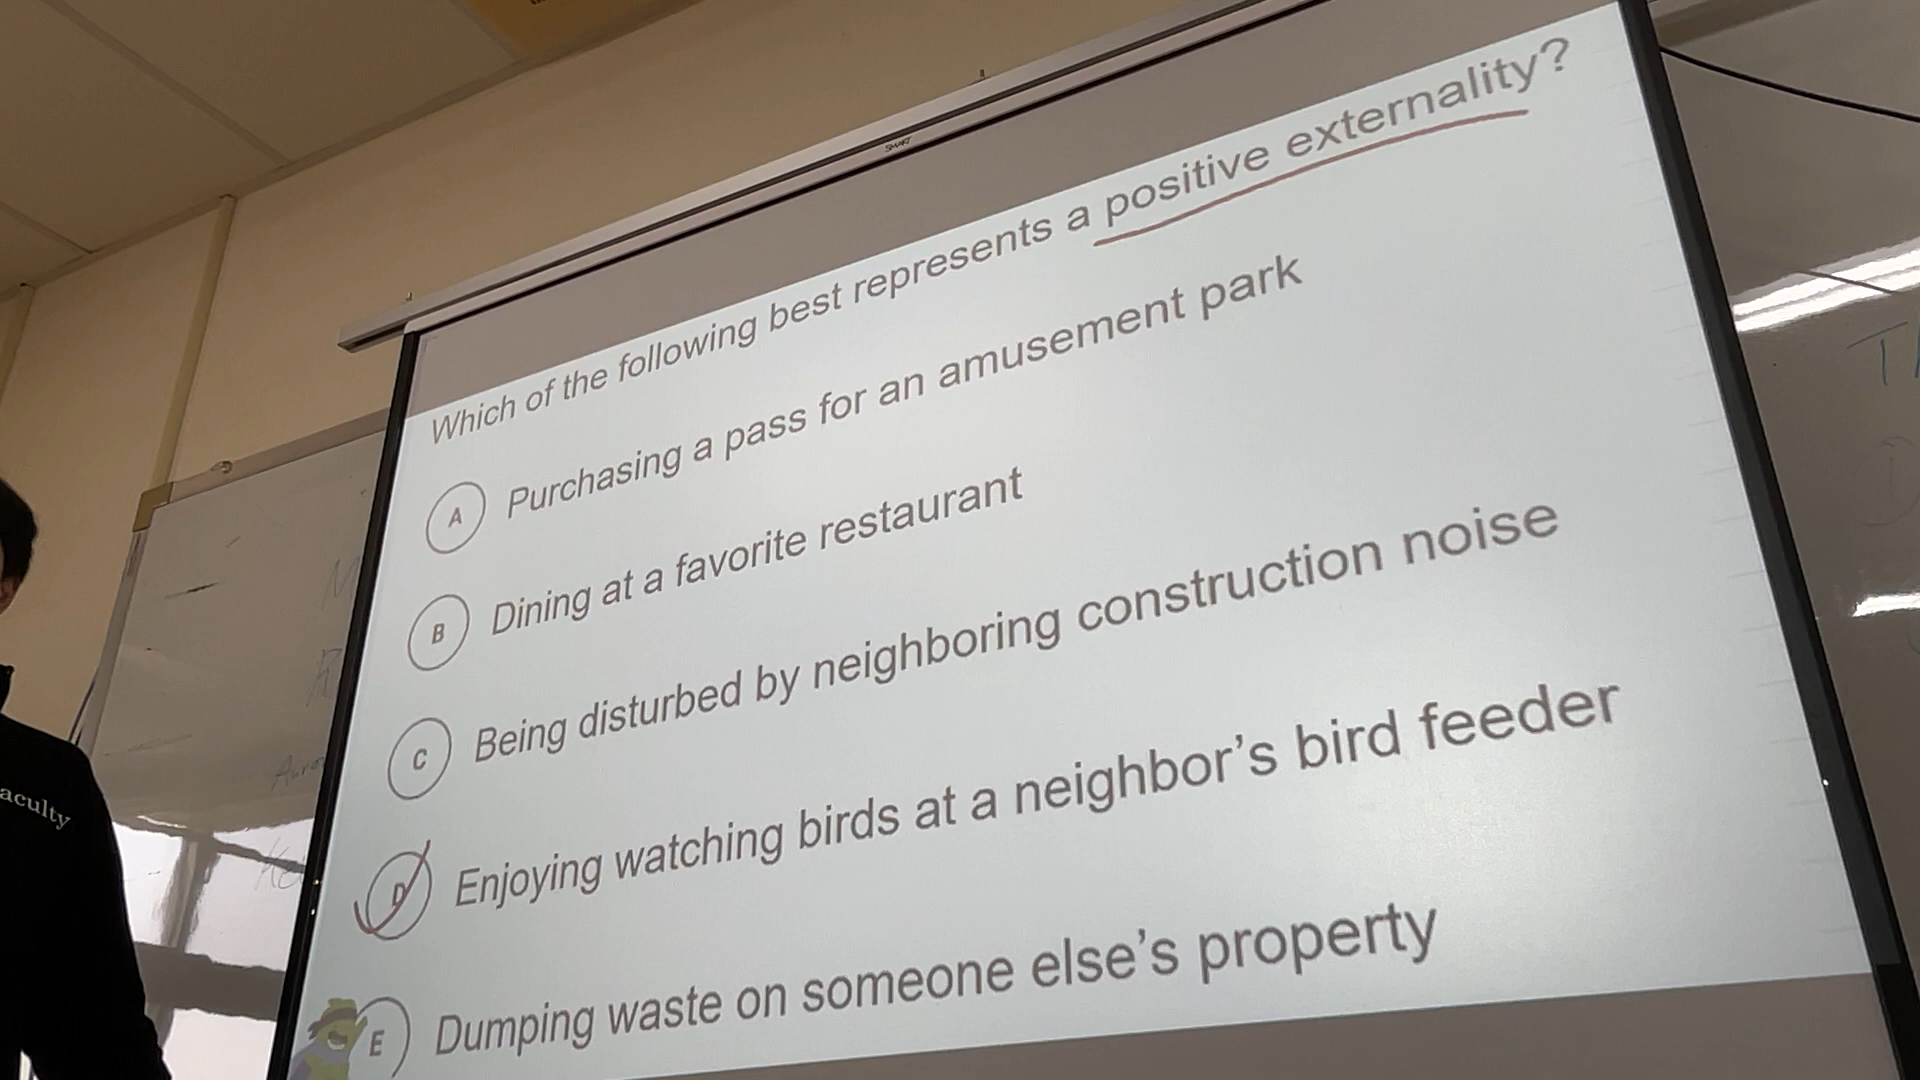 SMART
Which of the following best represents a positive externality?
A Purchasing a pass for an amusement park
B Dining at a favorite restaurant
C Being disturbed by neighboring construction noise
D Enjoying watching birds at a neighbor's bird feeder
E Dumping waste on someone else's property
aculty